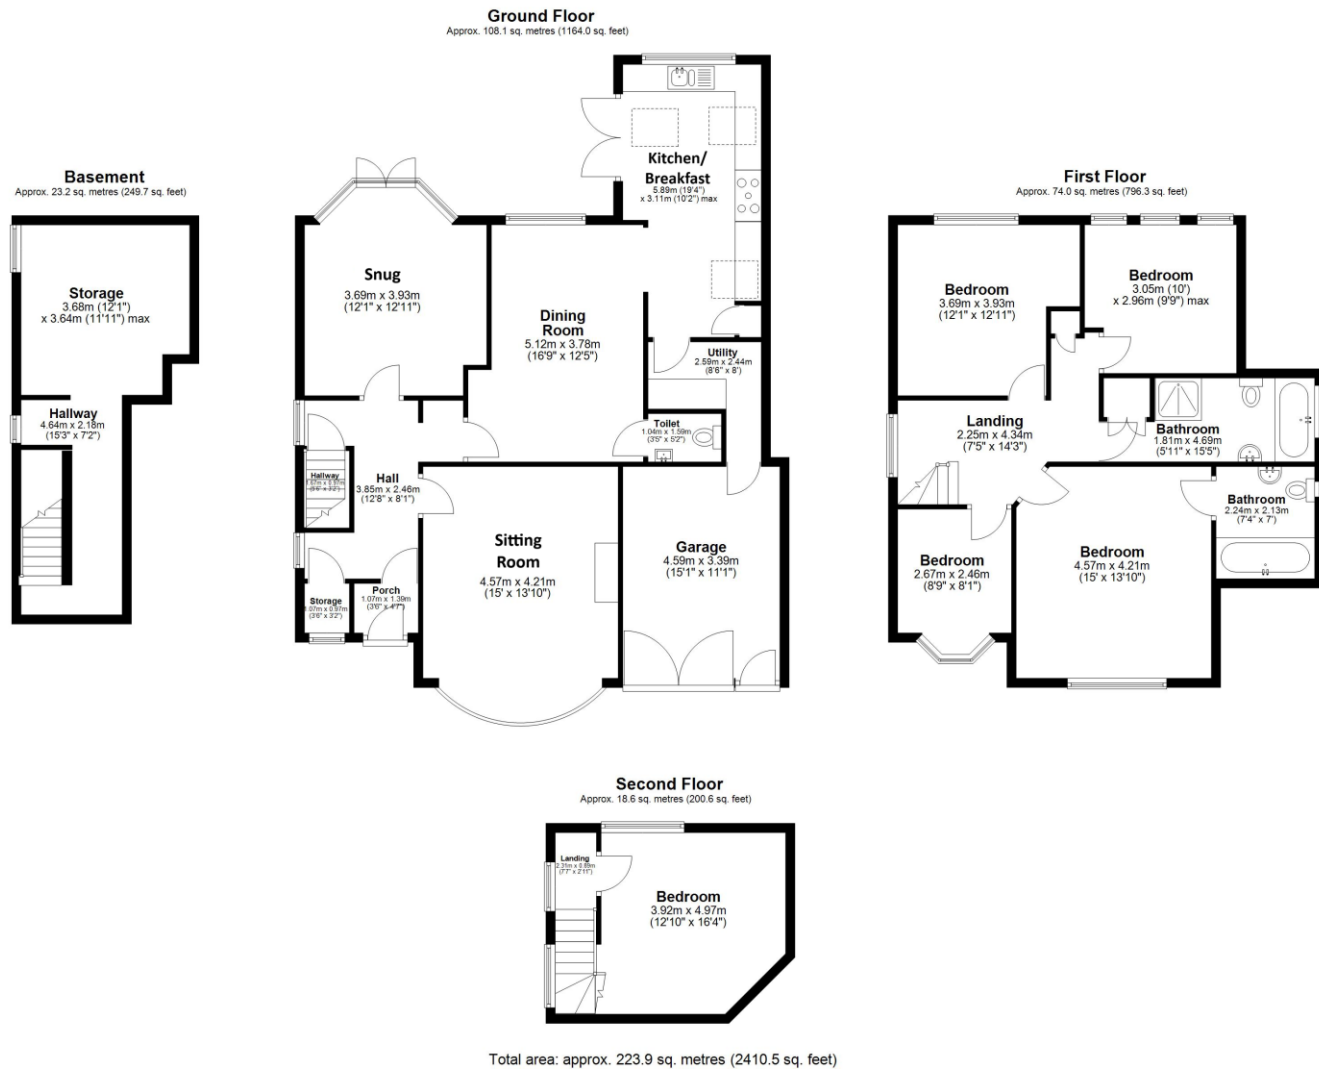 Ground Floor
Approx. 108.1 sq. metres (1164.0 sq. feet)
Kitchen/
Breakfast
5.89m (19'4")
x 3.11m (10'2") max
Snug
3.69m x 3.93m
(12'1" x 12'11")
Dining
Room
5.12m x 3.78m
(16'9" x 12'5")
Utility
2.59m x 2.44m
(8'6" x 8')
Toilet
1.04m x 1.59m
(3'5" x 5'2")
Hallway
Hall
3.85m x 2.46m
(12'8" x 8'1")
Sitting
Room
4.57m x 4.21m
(15' x 13'10")
Garage
4.59m x 3.39m
(15'1" x 11'1")
Storage
1.07m x 0.97m
(3'6" x 3'2")
Porch
1.07m x 1.39m
(3'6" x 4'7")
Basement
Approx. 23.2 sq. metres (249.7 sq. feet)
Storage
3.68m (12'1")
x 3.64m (11'11") max
Hallway
4.64m x 2.18m
(15'3" x 7'2")
First Floor
Approx. 74.0 sq. metres (796.3 sq. feet)
Bedroom
3.69m x 3.93m
(12'1" x 12'11")
Bedroom
3.05m (10')
x 2.96m (9'9") max
Landing
2.25m x 4.34m
(7'5" x 14'3")
Bathroom
1.81m x 4.69m
(5'11" x 15'5")
Bathroom
2.24m x 2.13m
(7'4" x 7')
Bedroom
2.67m x 2.46m
(8'9" x 8'1")
Bedroom
4.57m x 4.21m
(15' x 13'10")
Second Floor
Approx. 18.6 sq. metres (200.6 sq. feet)
Landing
2.31m x 0.89m
(7'7" x 2'11")
Bedroom
3.92m x 4.97m
(12'10" x 16'4")
Total area: approx. 223.9 sq. metres (2410.5 sq. feet)